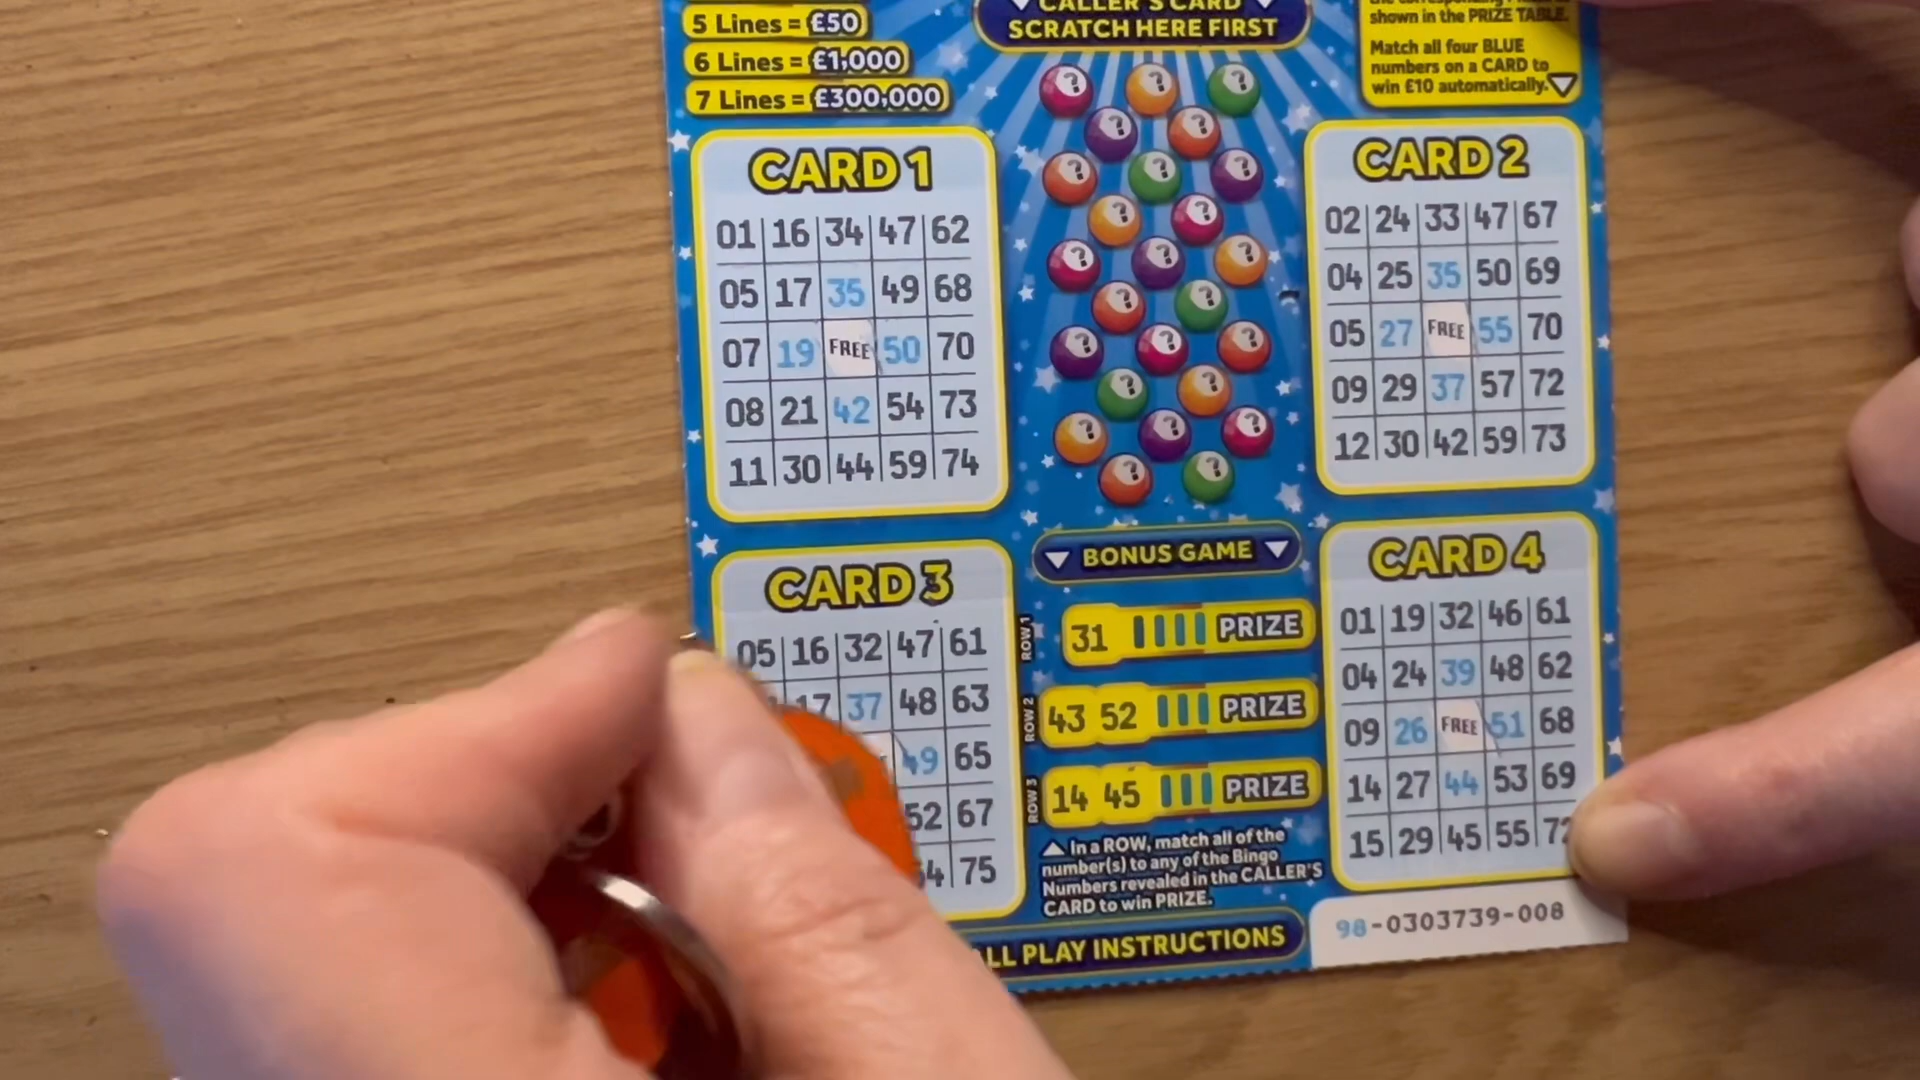 5 Lines = £50
6 Lines = £1,000
7 Lines = £300,000
CALLER'S CARD
SCRATCH HERE FIRST
shown in the PRIZE TABLE.
Match all four BLUE
numbers on a CARD to
win £10 automatically.
CARD 1
01 16 34 47 62
05 17 35 49 68
07 19 FREE 50 70
08 21 42 54 73
11 30 44 59 74
CARD 2
02 24 33 47 67
04 25 35 50 69
05 27 FREE 55 70
09 29 37 57 72
12 30 42 59 73
CARD 3
05 16 32 47 61
17 37 48 63
49 65
52 67
75
BONUS GAME
ROW 1 31 PRIZE
ROW 2 43 52 PRIZE
ROW 3 14 45 PRIZE
In a ROW, match all of the
number(s) to any of the Bingo
Numbers revealed in the CALLER'S
CARD to win PRIZE.
CARD 4
01 19 32 46 61
04 24 39 48 62
09 26 FREE 51 68
14 27 44 53 69
15 29 45 55 72
PLAY INSTRUCTIONS
98-0303739-008